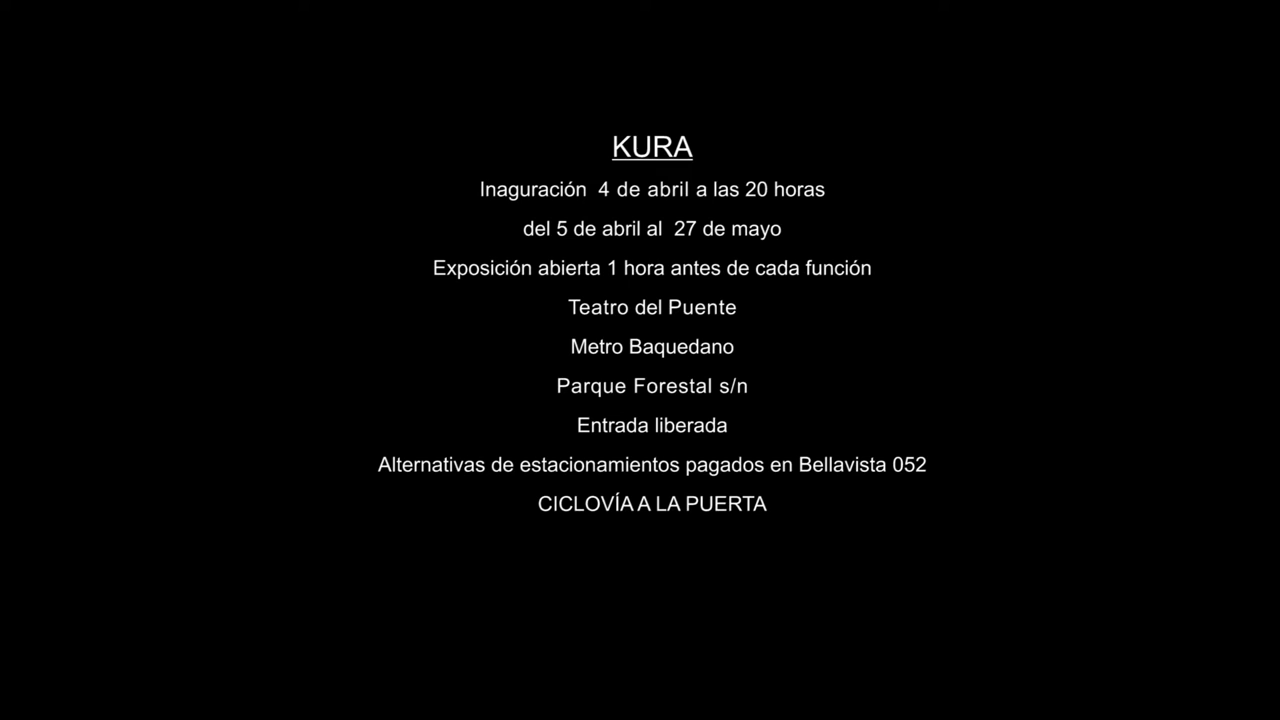 KURA
Inaguración 4 de abril a las 20 horas
del 5 de abril al 27 de mayo
Exposición abierta 1 hora antes de cada función
Teatro del Puente
Metro Baquedano
Parque Forestal s/n
Entrada liberada
Alternativas de estacionamientos pagados en Bellavista 052
CICLOVÍA A LA PUERTA